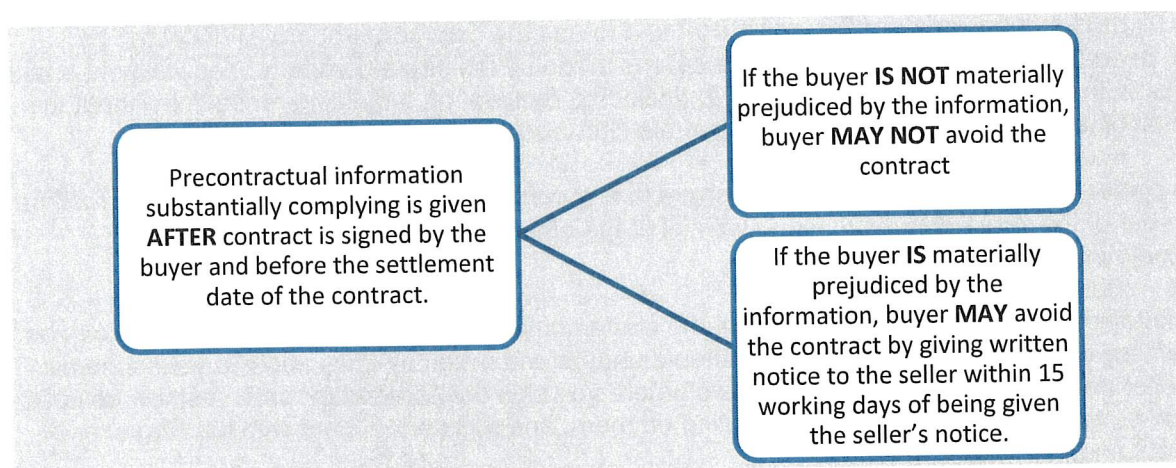 Precontractual information
substantially complying is given
AFTER contract is signed by the
buyer and before the settlement
date of the contract.
If the buyer IS NOT materially
prejudiced by the information,
buyer MAY NOT avoid the
contract
If the buyer IS materially
prejudiced by the
information, buyer MAY avoid
the contract by giving written
notice to the seller within 15
working days of being given
the seller's notice.